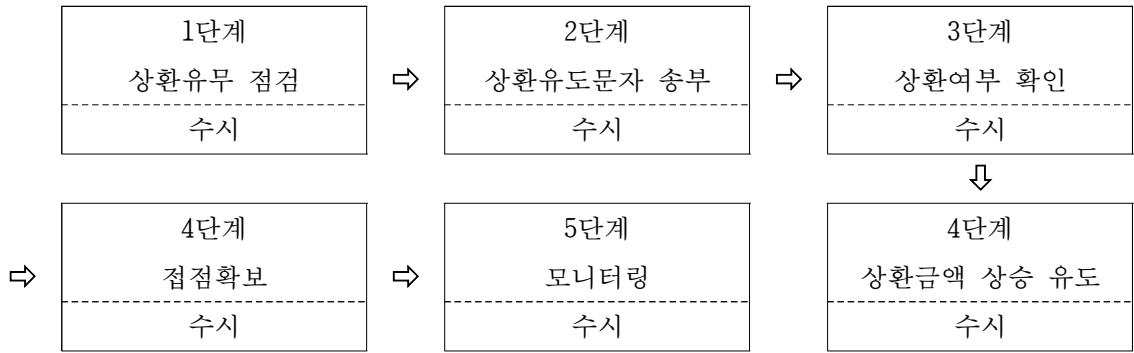 1단계
상환유무 점검
수시
⇨
2단계
상환유도문자 송부
수시
⇨
3단계
상환여부 확인
수시
⇩
⇨
4단계
접점확보
수시
⇨
5단계
모니터링
수시
4단계
상환금액 상승 유도
수시